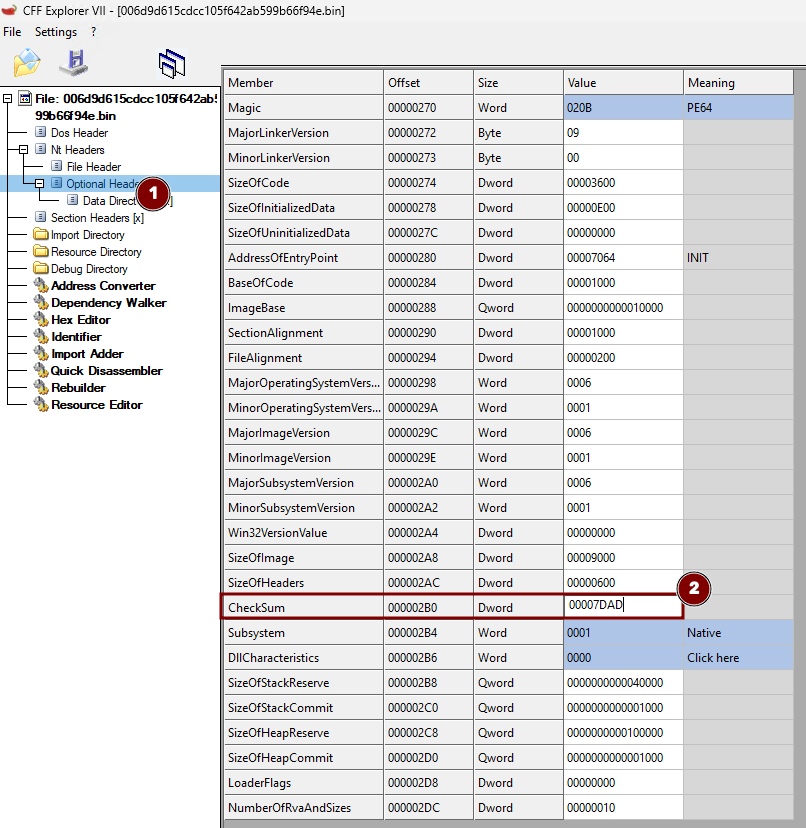 CFF Explorer VII - [006d9d615cdcc105f642ab599b66f94e.bin]
File Settings ?
File: 006d9d615cdcc105f642ab5
99b66f94e.bin
Dos Header
Nt Headers
File Header
Optional Heade
1
Data Direct
Section Headers [x]
Import Directory
Resource Directory
Debug Directory
Address Converter
Dependency Walker
Hex Editor
Identifier
Import Adder
Quick Disassembler
Rebuilder
Resource Editor
Member Offset Size Value Meaning
Magic 00000270 Word 020B PE64
MajorLinkerVersion 00000272 Byte 09
MinorLinkerVersion 00000273 Byte 00
SizeOfCode 00000274 Dword 00003600
SizeOfInitializedData 00000278 Dword 00000E00
SizeOfUninitializedData 0000027C Dword 00000000
AddressOfEntryPoint 00000280 Dword 00007064 INIT
BaseOfCode 00000284 Dword 00001000
ImageBase 00000288 Qword 0000000000010000
SectionAlignment 00000290 Dword 00001000
FileAlignment 00000294 Dword 00000200
MajorOperatingSystemVers... 00000298 Word 0006
MinorOperatingSystemVers... 0000029A Word 0001
MajorImageVersion 0000029C Word 0006
MinorImageVersion 0000029E Word 0001
MajorSubsystemVersion 000002A0 Word 0006
MinorSubsystemVersion 000002A2 Word 0001
Win32VersionValue 000002A4 Dword 00000000
SizeOfImage 000002A8 Dword 00009000
SizeOfHeaders 000002AC Dword 00000600
2
CheckSum 000002B0 Dword 00007DAD
Subsystem 000002B4 Word 0001 Native
DllCharacteristics 000002B6 Word 0000 Click here
SizeOfStackReserve 000002B8 Qword 0000000000040000
SizeOfStackCommit 000002C0 Qword 0000000000001000
SizeOfHeapReserve 000002C8 Qword 0000000000100000
SizeOfHeapCommit 000002D0 Qword 0000000000001000
LoaderFlags 000002D8 Dword 00000000
NumberOfRvaAndSizes 000002DC Dword 00000010